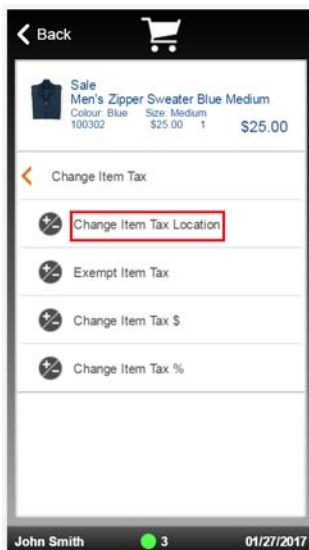 Back
Sale
Men's Zipper Sweater Blue Medium
Colour: Blue Size: Medium
100302 $25.00 1 $25.00
Change Item Tax
Change Item Tax Location
Exempt Item Tax
Change Item Tax $
Change Item Tax %
John Smith 3 01/27/2017